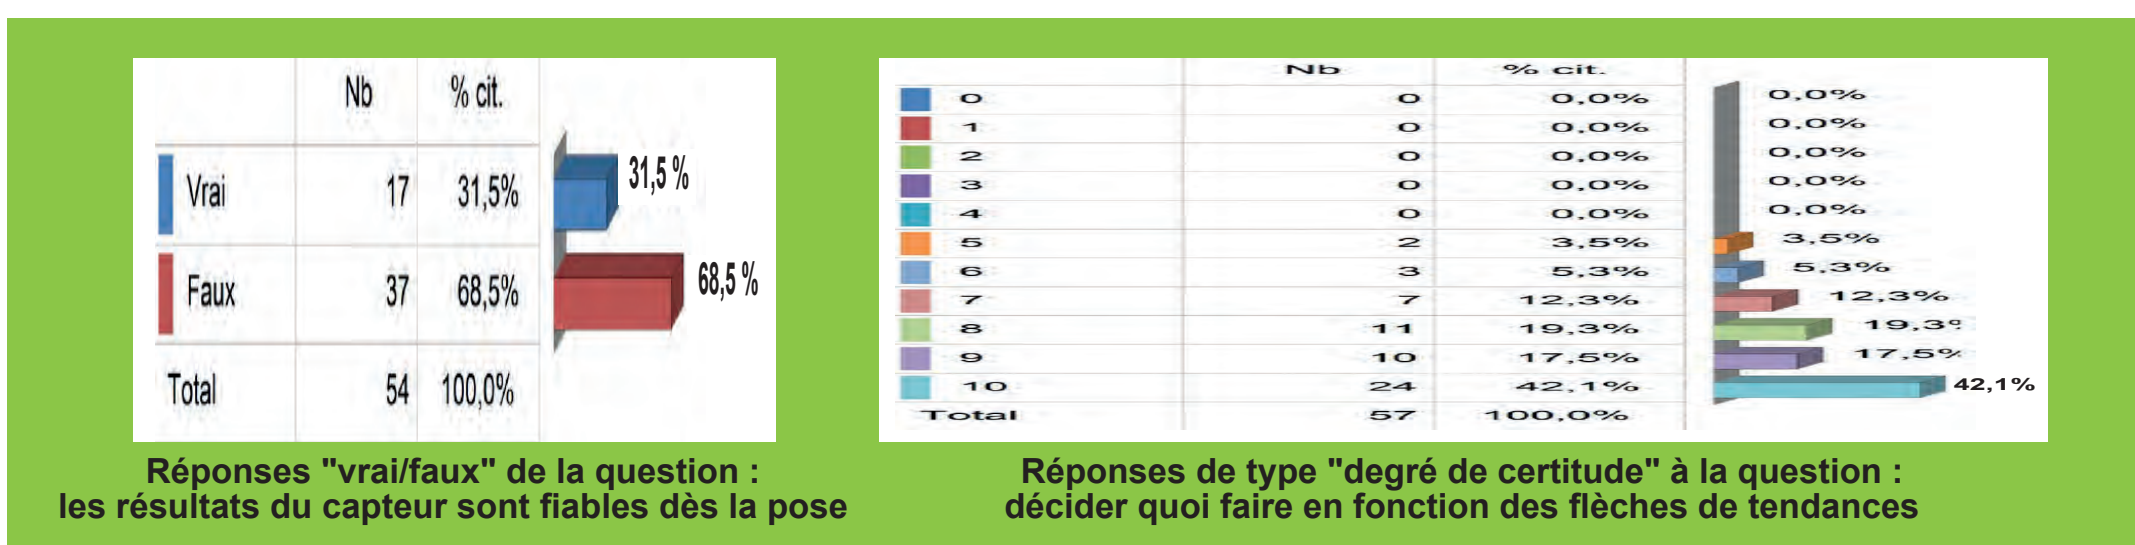 Nb % cit.
Vrai 17 31,5% 31,5 %
Faux 37 68,5% 68,5 %
Total 54 100,0%
Réponses "vrai/faux" de la question :
les résultats du capteur sont fiables dès la pose
Nb % cit.
0 0 0,0% 0,0%
1 0 0,0% 0,0%
2 0 0,0% 0,0%
3 0 0,0% 0,0%
4 0 0,0% 0,0%
5 2 3,5% 3,5%
6 3 5,3% 5,3%
7 7 12,3% 12,3%
8 11 19,3% 19,3%
9 10 17,5% 17,5%
10 24 42,1% 42,1%
Total 57 100,0%
Réponses de type "degré de certitude" à la question :
décider quoi faire en fonction des flèches de tendances